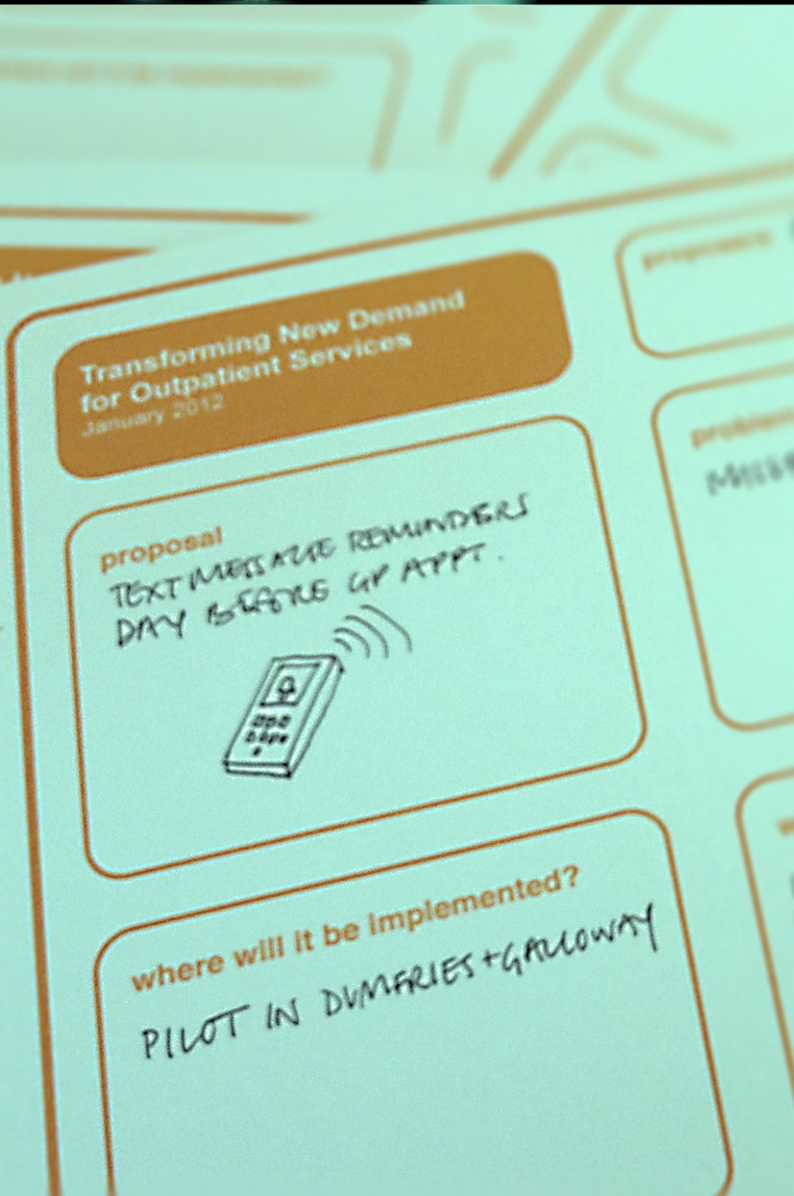 Transforming New Demand
for Outpatient Services
January 2012
proposal
TEXT MESSAGE REMINDERS
DAY BEFORE GP APPT.
where will it be implemented?
PILOT IN DUMFRIES + GALLOWAY
proposers